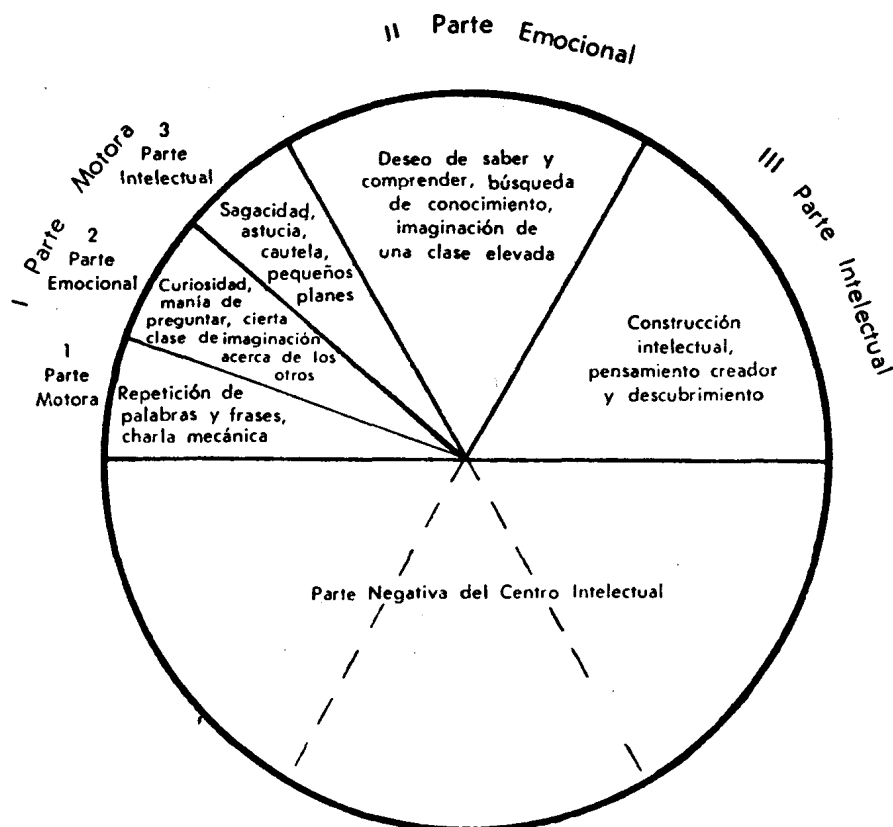 II Parte Emocional
I Parte Motora
III Parte Intelectual
3
Parte
Intelectual
2
Parte
Emocional
1
Parte
Motora
Deseo de saber y
comprender, búsqueda
de conocimiento,
imaginación de
una clase elevada
Sagacidad,
astucia,
cautela,
pequeños
planes
Curiosidad,
manía de
preguntar, cierta
clase de imaginación
acerca de los
otros
Repetición de
palabras y frases,
charla mecánica
Construcción
intelectual,
pensamiento creador
y descubrimiento
Parte Negativa del Centro Intelectual